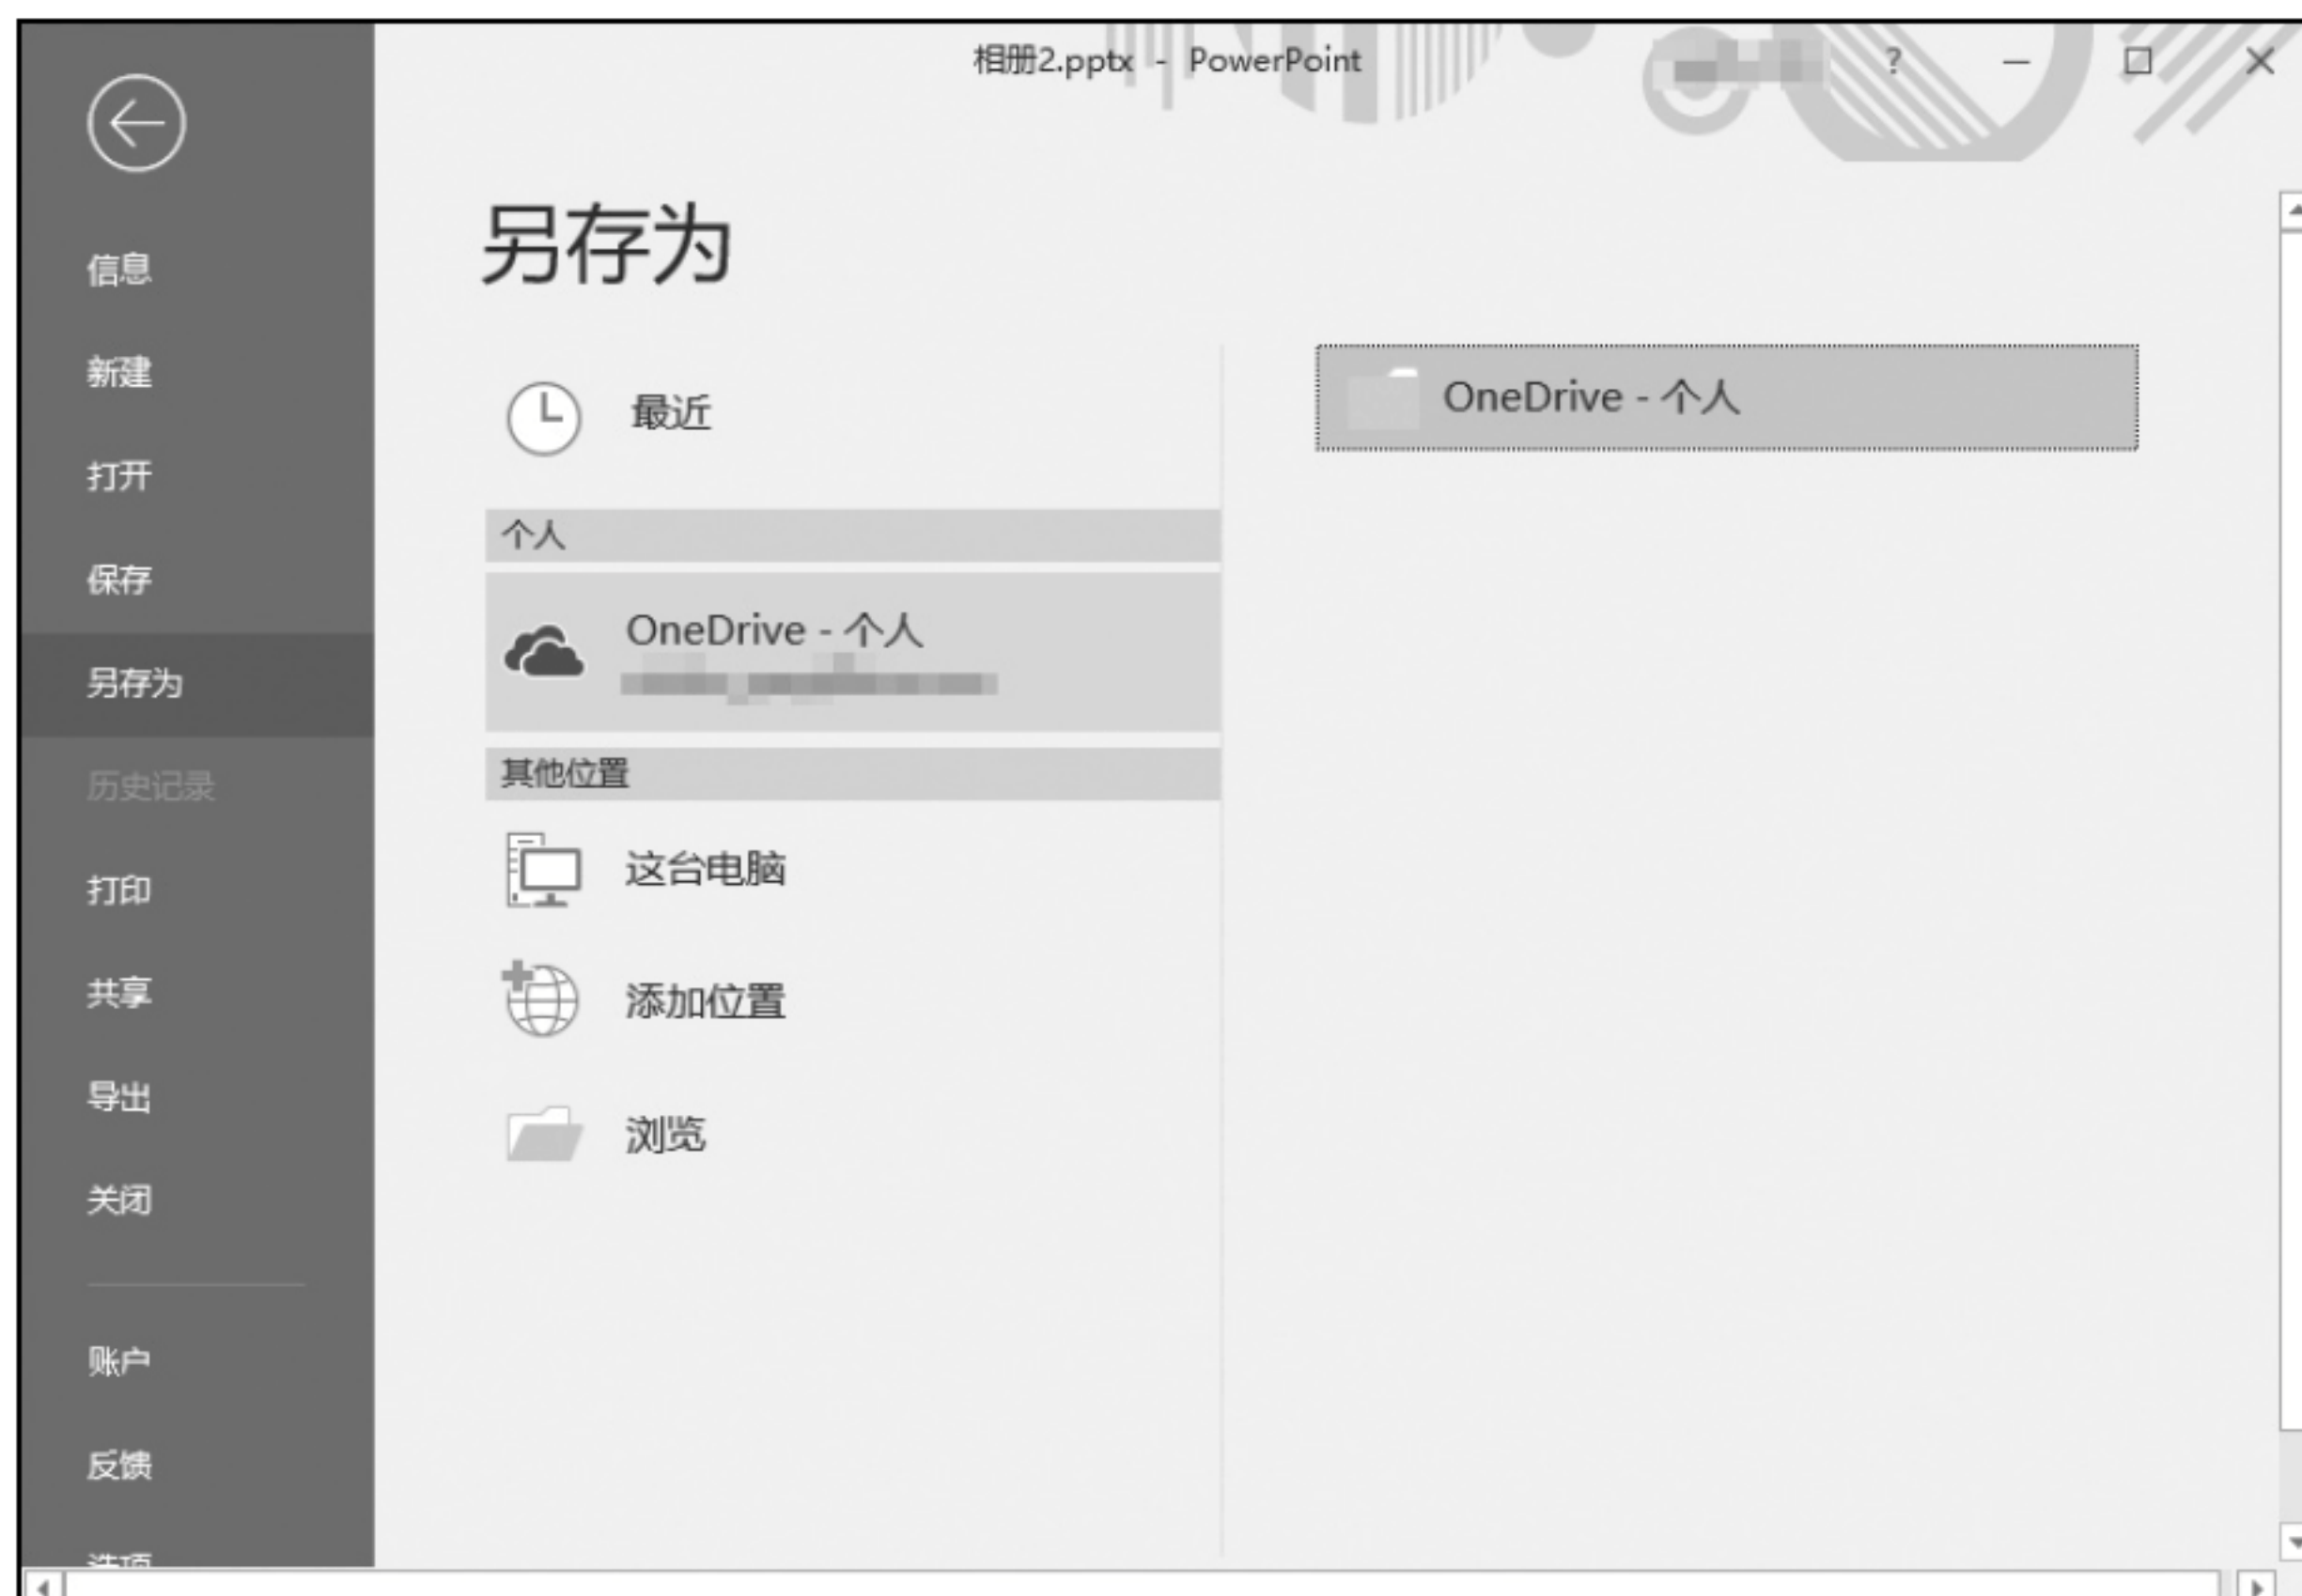 相册2.pptx - PowerPoint
?
信息
新建
打开
保存
另存为
历史记录
打印
共享
导出
关闭
账户
反馈
选项
另存为
最近
个人
OneDrive - 个人
其他位置
这台电脑
添加位置
浏览
OneDrive - 个人